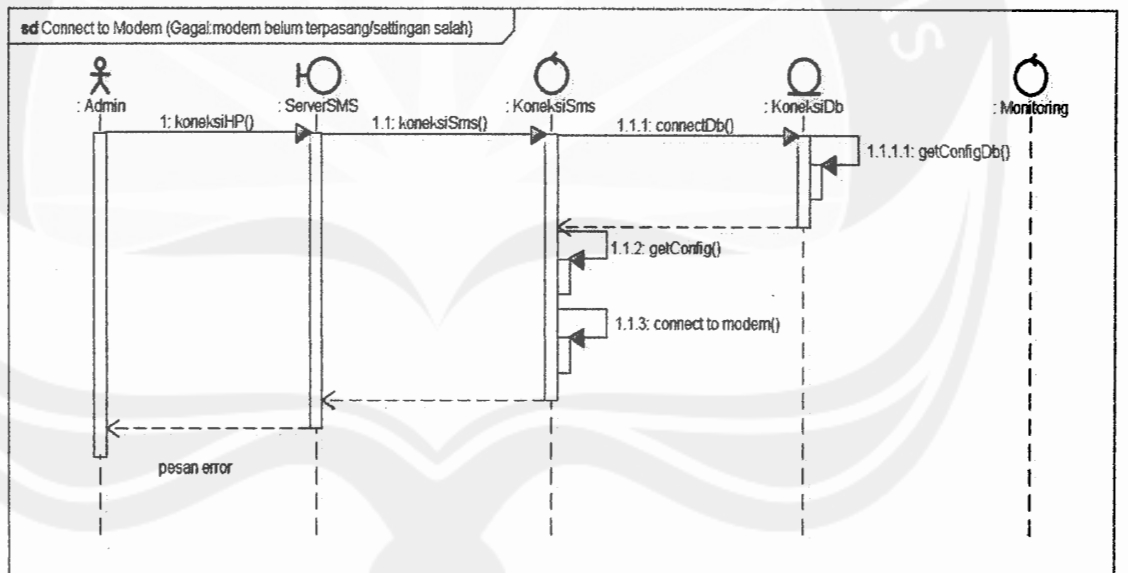 sd Connect to Modem (Gagal:modem belum terpasang/settingan salah)
: Admin
: ServerSMS
: KoneksiSms
: KoneksiDb
: Monitoring
1: koneksiHP()
1.1: koneksiSms()
1.1.1: connectDb()
1.1.1.1: getConfigDb()
1.1.2: getConfig()
1.1.3: connect to modem()
pesan error